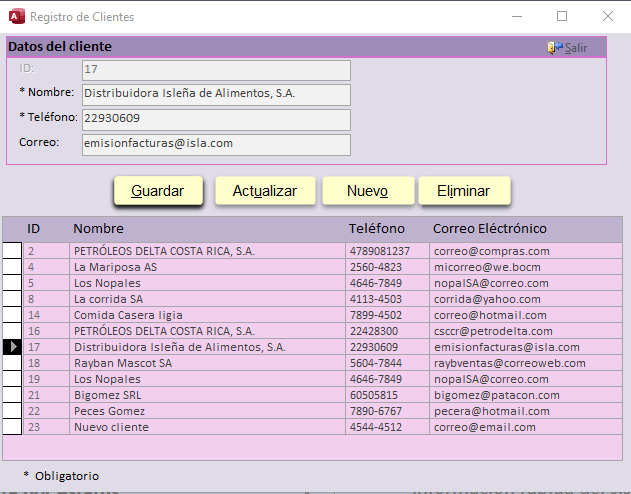 Registro de Clientes
Datos del cliente Salir
ID: 17
* Nombre: Distribuidora Isleña de Alimentos, S.A.
* Teléfono: 22930609
Correo: emisionfacturas@isla.com
Guardar Actualizar Nuevo Eliminar
ID Nombre Teléfono Correo Eléctrónico
2 PETRÓLEOS DELTA COSTA RICA, S.A. 4789081237 correo@compras.com
4 La Mariposa AS 2560-4823 micorreo@we.bocm
5 Los Nopales 4646-7849 nopalSA@correo.com
8 La corrida SA 4113-4503 corrida@yahoo.com
14 Comida Casera ligia 7899-4502 correo@hotmail.com
16 PETRÓLEOS DELTA COSTA RICA, S.A. 22428300 csccr@petrodelta.com
17 Distribuidora Isleña de Alimentos, S.A. 22930609 emisionfacturas@isla.com
18 Rayban Mascot SA 5604-7844 raybventas@correoweb.com
19 Los Nopales 4646-7849 nopalSA@correo.com
21 Bigomez SRL 60505815 bigomez@patacon.com
22 Peces Gomez 7890-6767 pecera@hotmail.com
23 Nuevo cliente 4544-4512 correo@email.com
* Obligatorio